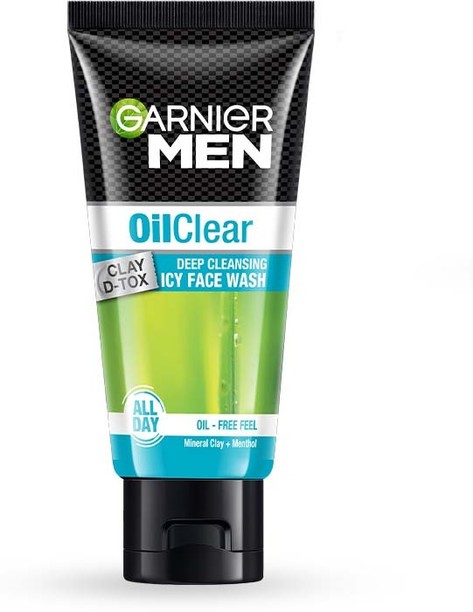 GARNIER
MEN
OilClear
CLAY
D-TOX
DEEP CLEANSING
ICY FACE WASH
ALL
DAY
OIL - FREE FEEL
Mineral Clay + Menthol